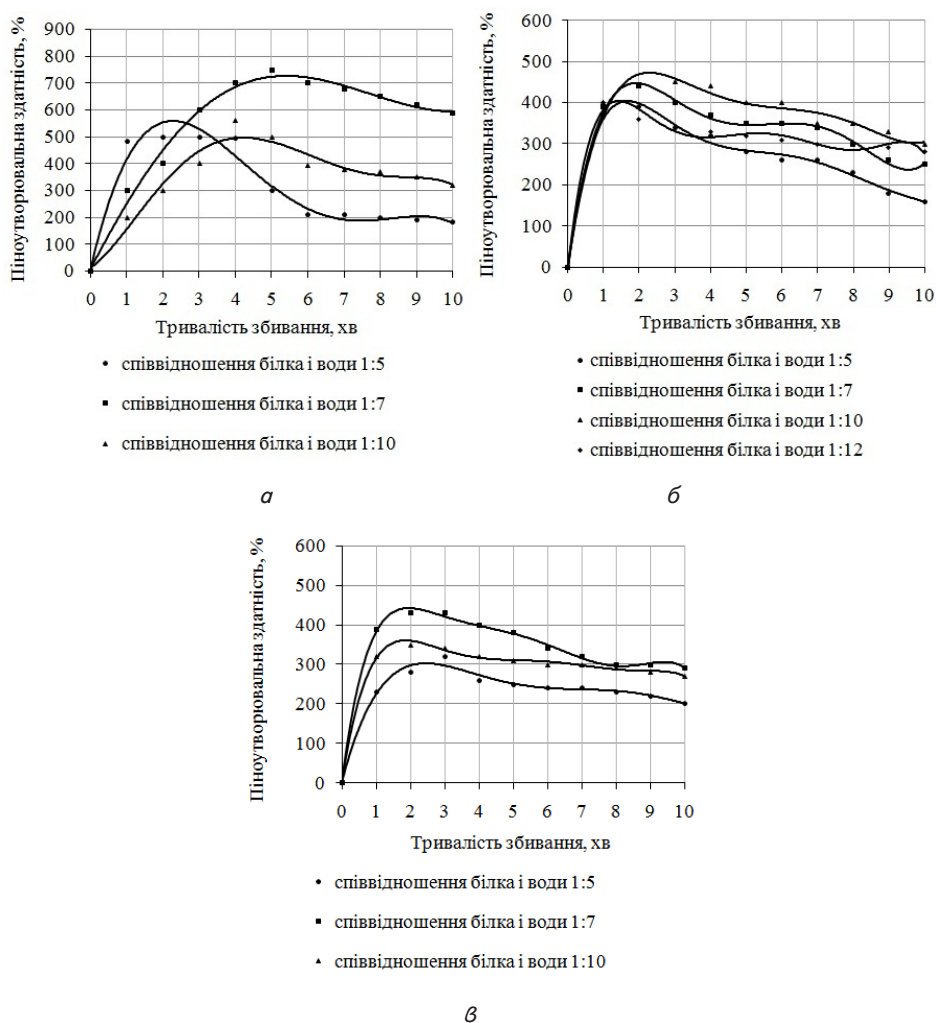 Піноутворювальна здатність, %
900
800
700
600
500
400
300
200
100
0
0 1 2 3 4 5 6 7 8 9 10
Тривалість збивання, хв
співвідношення білка і води 1:5
співвідношення білка і води 1:7
співвідношення білка і води 1:10
а
Піноутворювальна здатність, %
600
500
400
300
200
100
0
0 1 2 3 4 5 6 7 8 9 10
Тривалість збивання, хв
співвідношення білка і води 1:5
співвідношення білка і води 1:7
співвідношення білка і води 1:10
співвідношення білка і води 1:12
б
Піноутворювальна здатність, %
600
500
400
300
200
100
0
0 1 2 3 4 5 6 7 8 9 10
Тривалість збивання, хв
співвідношення білка і води 1:5
співвідношення білка і води 1:7
співвідношення білка і води 1:10
в